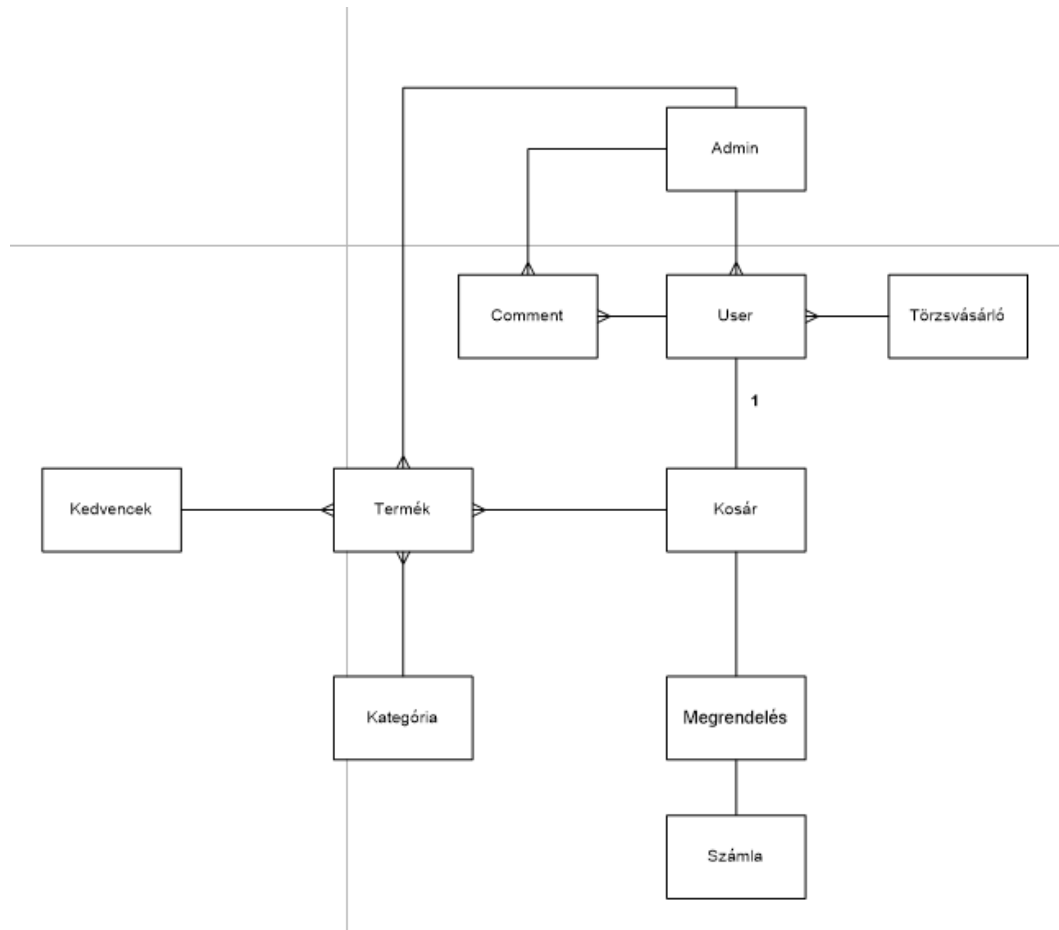 Admin
Comment
User
Törzsvásárló
1
Kedvencek
Termék
Kosár
Kategória
Megrendelés
Számla